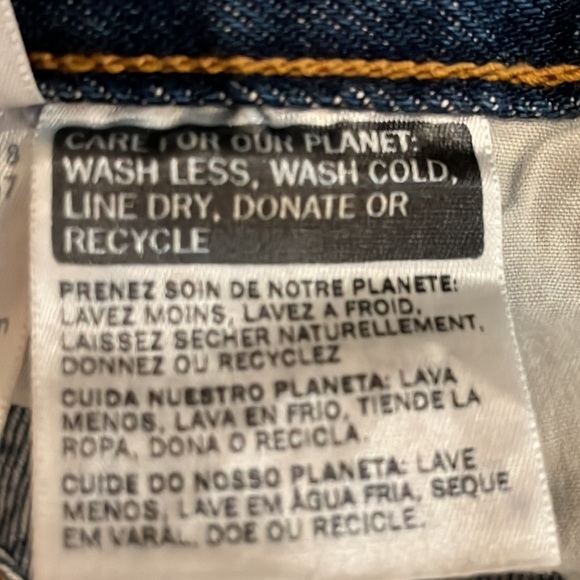 CARE FOR OUR PLANET:
WASH LESS, WASH COLD,
LINE DRY, DONATE OR
RECYCLE
PRENEZ SOIN DE NOTRE PLANETE:
LAVEZ MOINS, LAVEZ A FROID,
LAISSEZ SECHER NATURELLEMENT,
DONNEZ OU RECYCLEZ
CUIDA NUESTRO PLANETA: LAVA
MENOS, LAVA EN FRIO, TIENDE LA
ROPA, DONA O RECICLA.
CUIDE DO NOSSO PLANETA: LAVE
MENOS, LAVE EM ÁGUA FRIA, SEQUE
EM VARAL, DOE OU RECICLE.